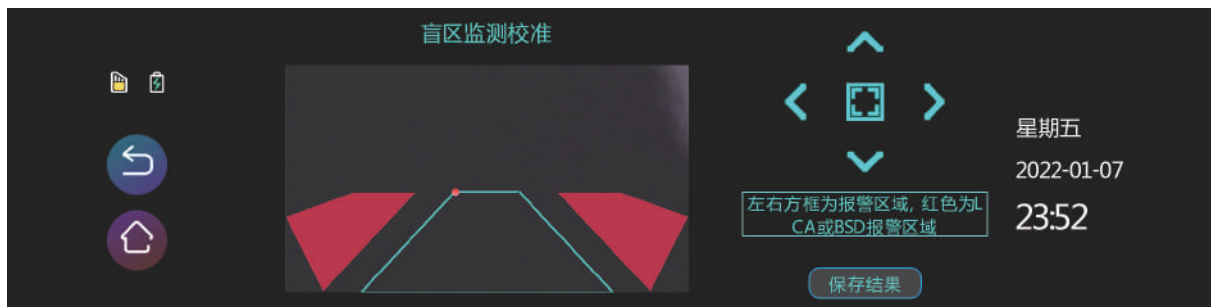 盲区监测校准
左右方框为报警区域, 红色为L
CA或BSD报警区域
保存结果
星期五
2022-01-07
23:52